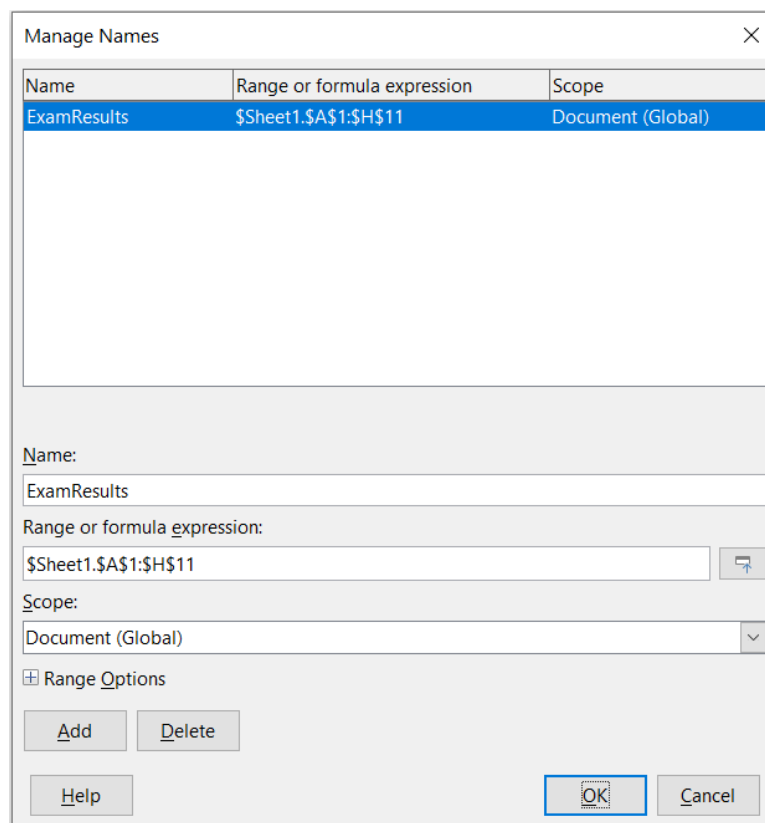 Manage Names
Name Range or formula expression Scope
ExamResults $Sheet1.$A$1:$H$11 Document (Global)
Name:
ExamResults
Range or formula expression:
$Sheet1.$A$1:$H$11
Scope:
Document (Global)
Range Options
Add Delete
Help OK Cancel